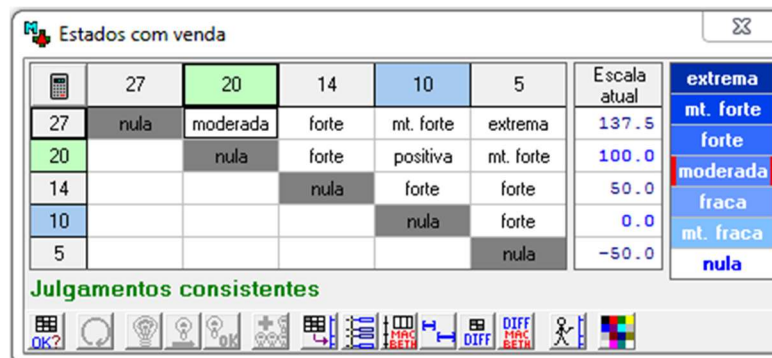 Estados com venda
27 20 14 10 5 Escala atual
27 nula moderada forte mt. forte extrema 137.5
20 nula forte positiva mt. forte 100.0
14 nula forte forte 50.0
10 nula forte 0.0
5 nula -50.0
extrema
mt. forte
forte
moderada
fraca
mt. fraca
nula
Julgamentos consistentes
OK? OK MAC BETH DIFF DIFF MAC BETH